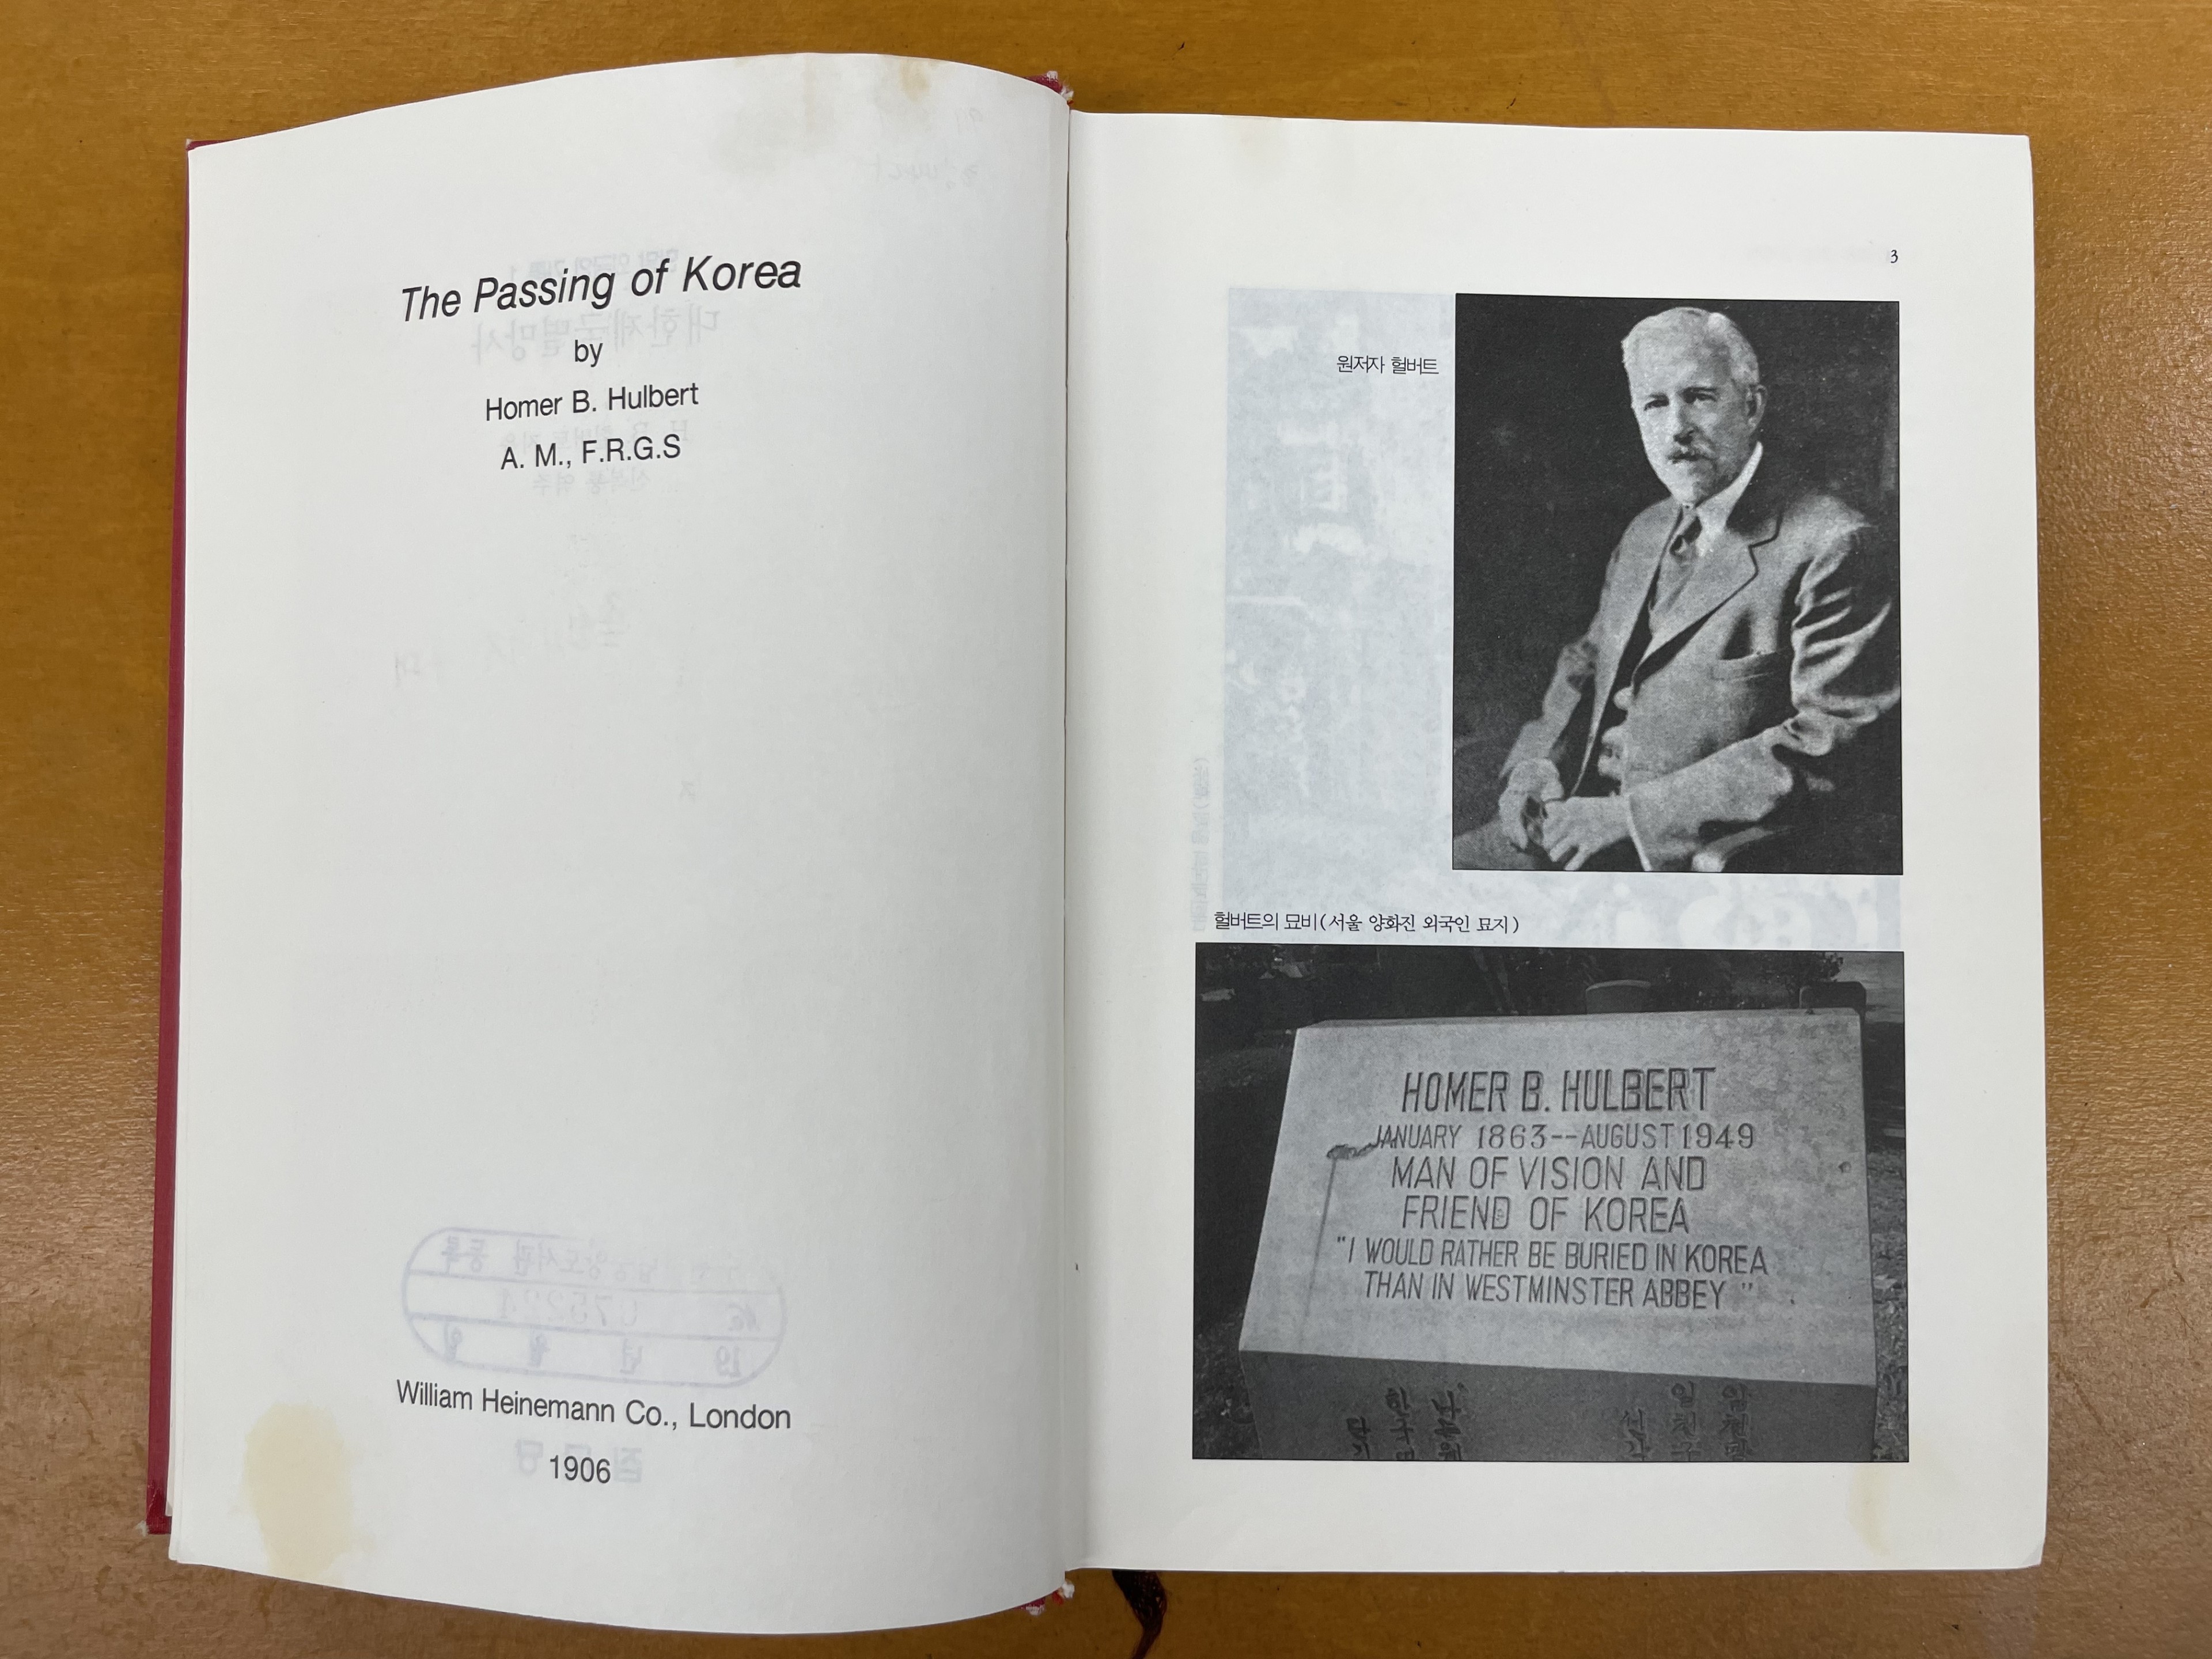 The Passing of Korea
by
Homer B. Hulbert
A. M., F.R.G.S
William Heinemann Co., London
1906
3
원저자 헐버트
헐버트의 묘비(서울 양화진 외국인 묘지)
HOMER B. HULBERT
JANUARY 1863--AUGUST 1949
MAN OF VISION AND
FRIEND OF KOREA
"I WOULD RATHER BE BURIED IN KOREA
THAN IN WESTMINSTER ABBEY"